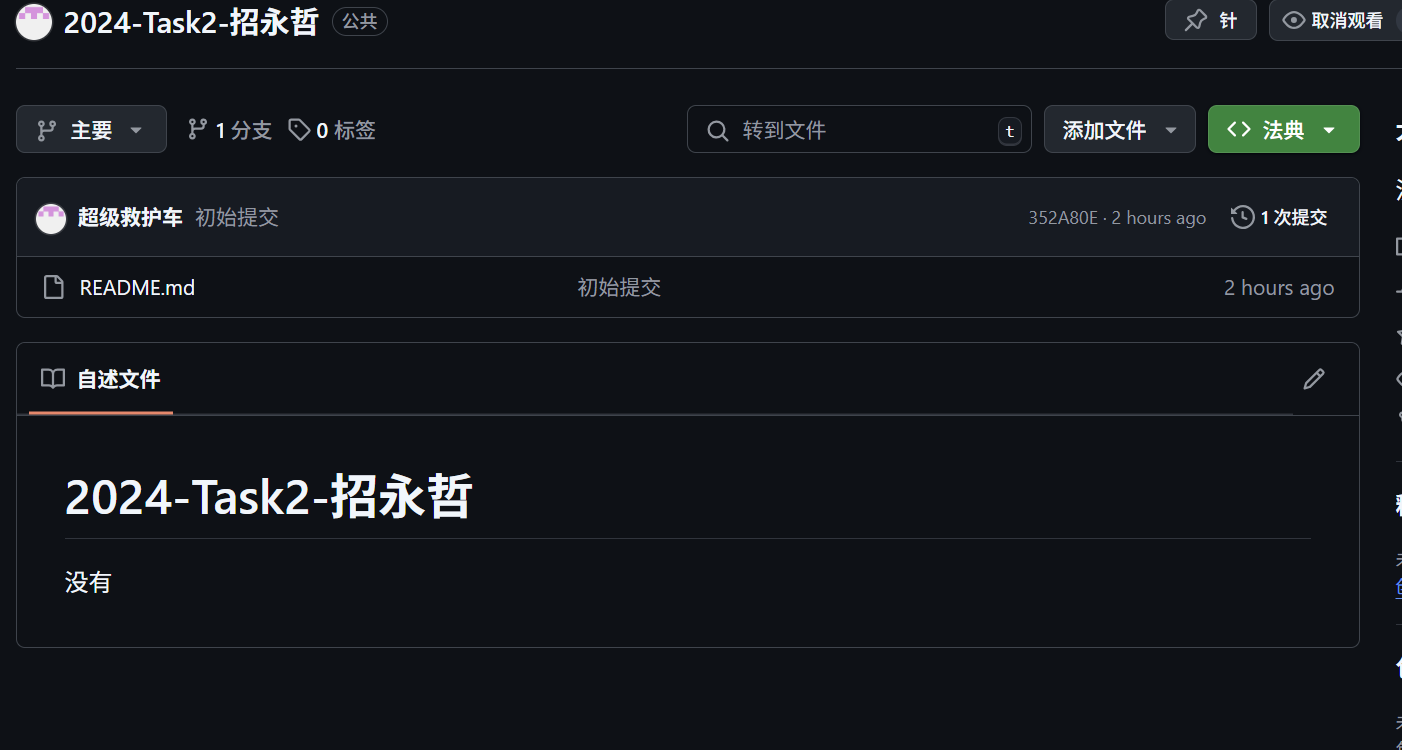 2024-Task2-招永哲 公共 针 取消观看
主要 1 分支 0 标签 转到文件 t 添加文件 法典
超级救护车 初始提交 352A80E · 2 hours ago 1 次提交
README.md 初始提交 2 hours ago
自述文件
2024-Task2-招永哲
没有